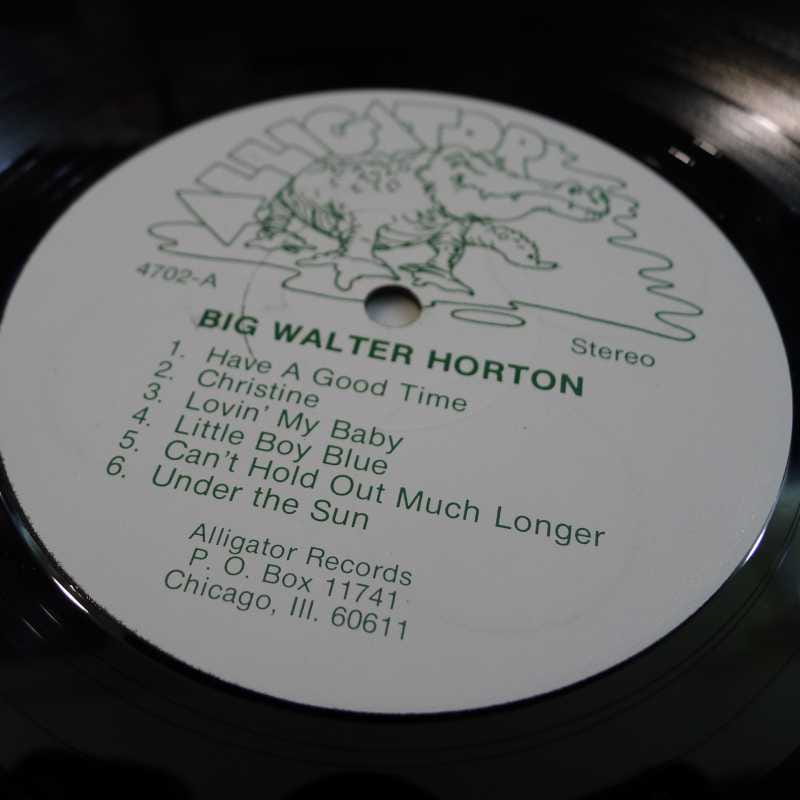 ALLIGATOR
4702-A
Stereo
BIG WALTER HORTON
1. Have A Good Time
2. Christine
3. Lovin' My Baby
4. Little Boy Blue
5. Can't Hold Out Much Longer
6. Under the Sun
Alligator Records
P. O. Box 11741
Chicago, Ill. 60611